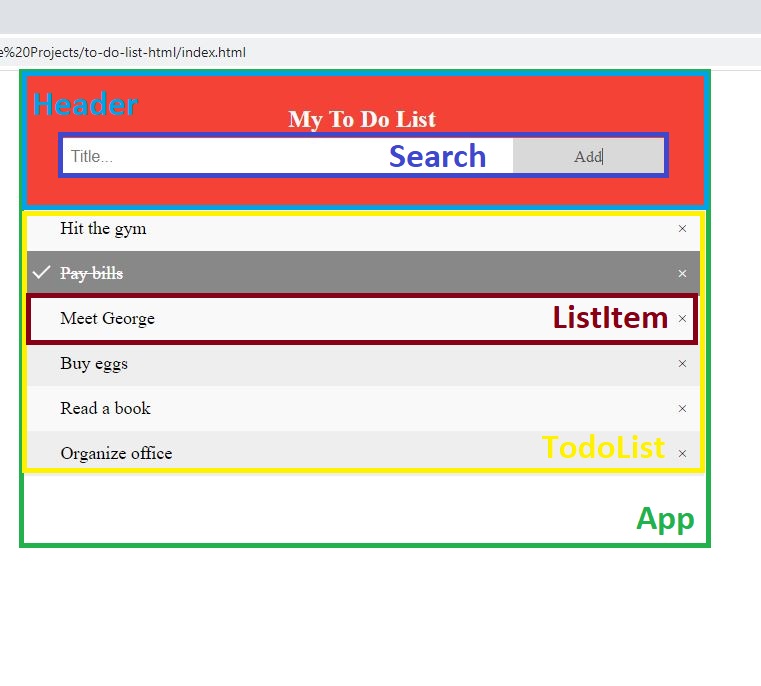 e%20Projects/to-do-list-html/index.html
Header
My To Do List
Title... Search Add
Hit the gym ×
Pay bills ×
Meet George ListItem ×
Buy eggs ×
Read a book ×
Organize office TodoList ×
App